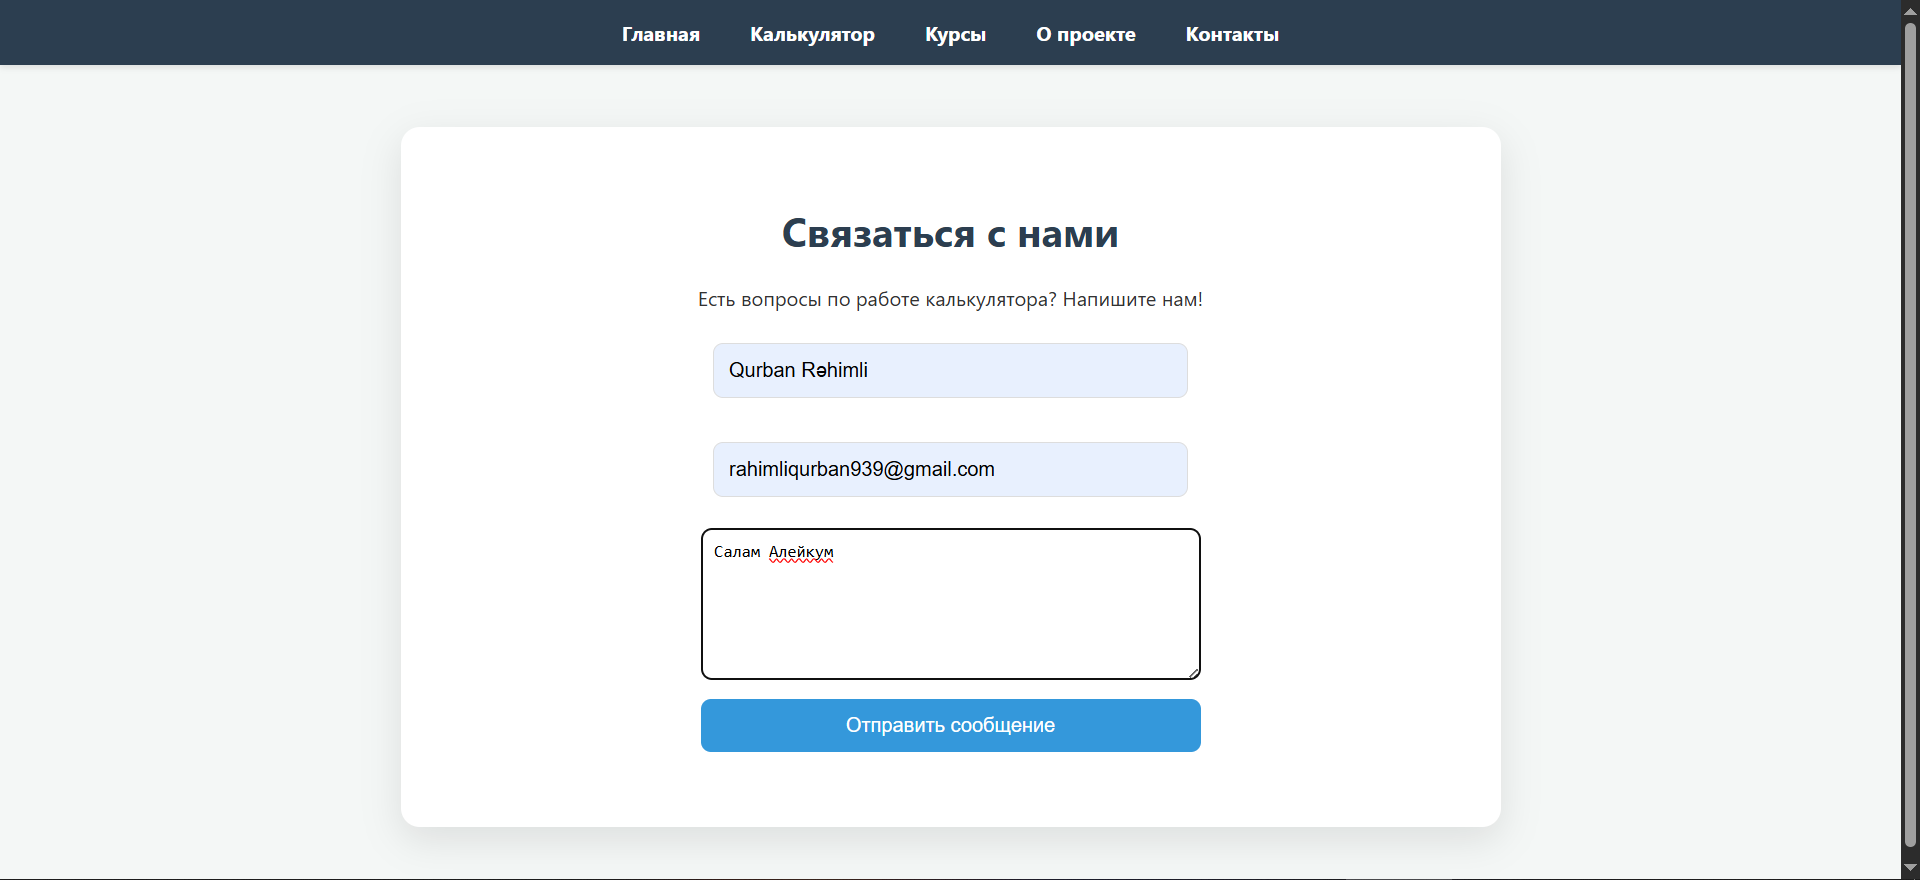 Главная Калькулятор Курсы О проекте Контакты
Связаться с нами
Есть вопросы по работе калькулятора? Напишите нам!
Qurban Rəhimli
rahimliqurban939@gmail.com
Салам Алейкум
Отправить сообщение